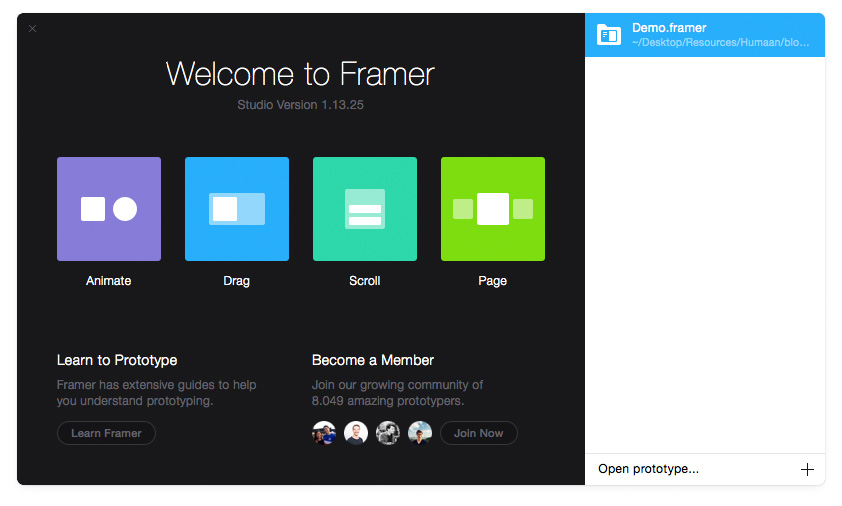 Welcome to Framer
Studio Version 1.13.25
Animate
Drag
Scroll
Page
Learn to Prototype
Framer has extensive guides to help
you understand prototyping.
Learn Framer
Become a Member
Join our growing community of
8.049 amazing prototypers.
Join Now
Demo.framer
~/Desktop/Resources/Humaan/blo...
Open prototype...